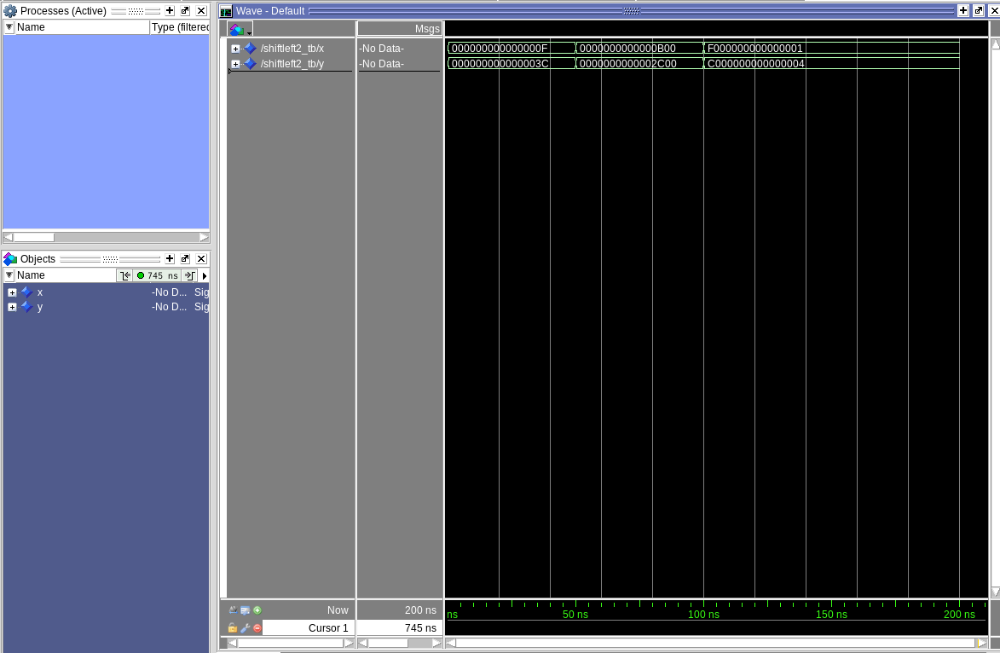 Processes (Active)
Name Type (filtered
Objects
Name 745 ns
x -No D... Sig
y -No D... Sig
Wave - Default
Msgs
/shiftleft2_tb/x -No Data- 000000000000000F 0000000000000B00 F000000000000001
/shiftleft2_tb/y -No Data- 000000000000003C 0000000000002C00 C000000000000004
Now 200 ns
ns 50 ns 100 ns 150 ns 200 ns
Cursor 1 745 ns